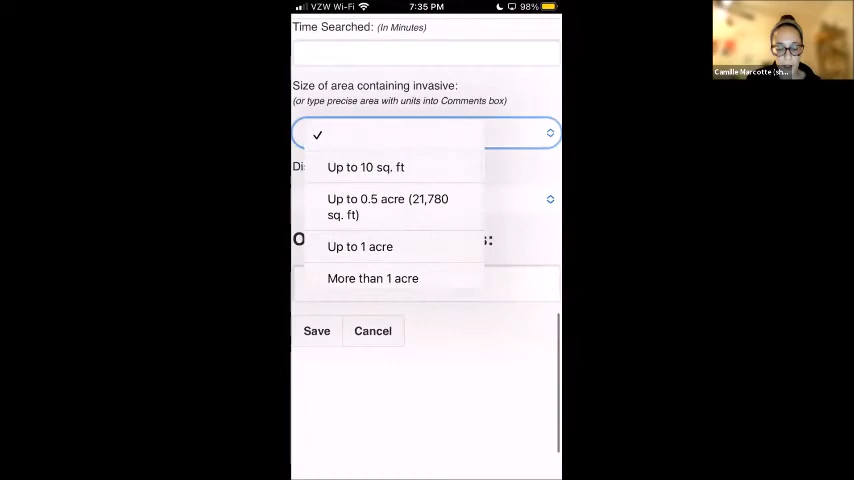 VZW Wi-Fi 7:35 PM 98%
Time Searched: (In Minutes)
Size of area containing invasive:
(or type precise area with units into Comments box)
✓
Up to 10 sq. ft
Di
Up to 0.5 acre (21,780
sq. ft)
O
s:
Up to 1 acre
More than 1 acre
Save Cancel
Camille Marcotte (sh...